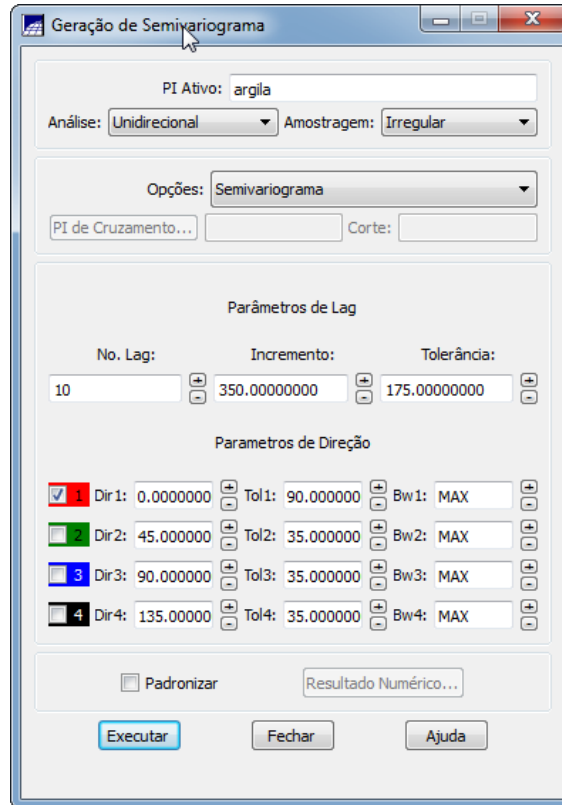 Geração de Semivariograma
PI Ativo: argila
Análise: Unidirecional Amostragem: Irregular
Opções: Semivariograma
PI de Cruzamento... Corte:
Parâmetros de Lag
No. Lag: Incremento: Tolerância:
10 350.00000000 175.00000000
Parametros de Direção
1 Dir1: 0.0000000 Tol1: 90.000000 Bw1: MAX
2 Dir2: 45.000000 Tol2: 35.000000 Bw2: MAX
3 Dir3: 90.000000 Tol3: 35.000000 Bw3: MAX
4 Dir4: 135.00000 Tol4: 35.000000 Bw4: MAX
Padronizar Resultado Numérico...
Executar Fechar Ajuda